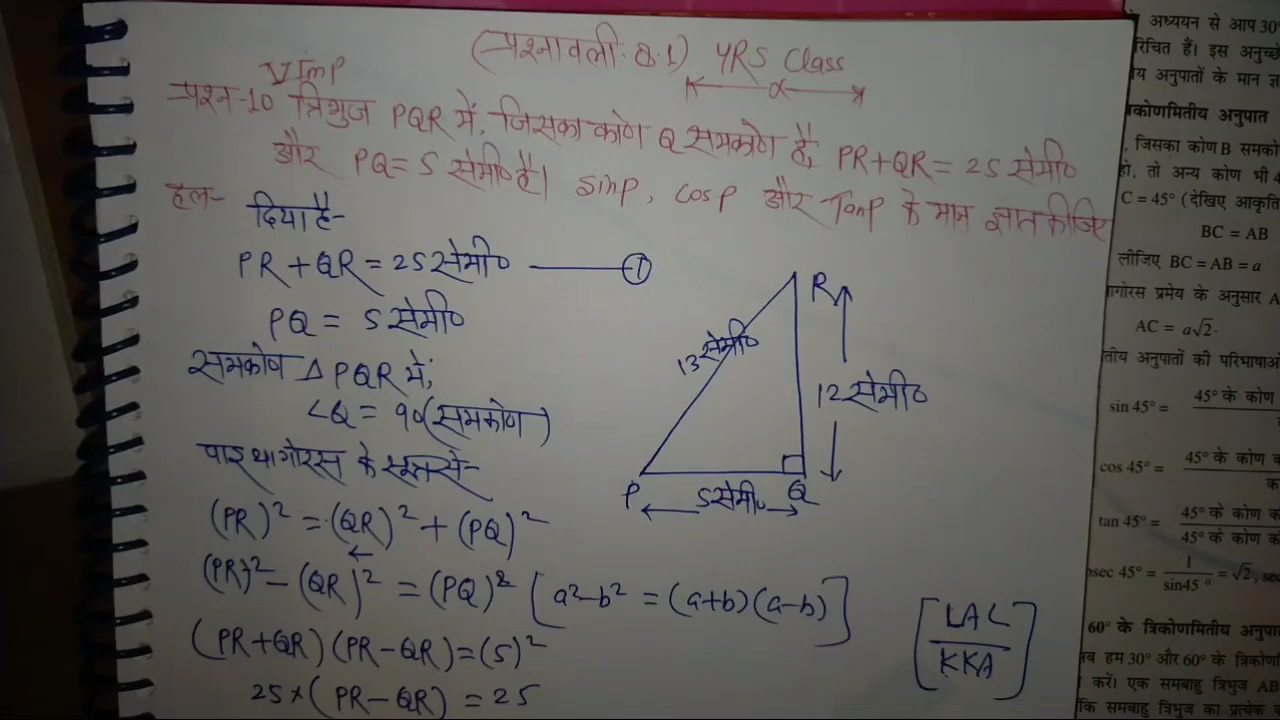 (प्रश्नावली. 8.1) YRS Class
V.Imp
प्रश्न-10 त्रिभुज PQR में, जिसका कोण Q समकोण है, PR+QR = 25 सेमी०
और PQ = 5 सेमी० है। sinP, cosP और TanP के मान ज्ञात कीजिए
हल-
दिया है-
PR + QR = 25 सेमी० —— ①
PQ = 5 सेमी०
समकोण Δ PQR में,
∠Q = 90 (समकोण)
पाइथागोरस के सूत्र से-
(PR)² = (QR)² + (PQ)²
(PR)² - (QR)² = (PQ)² [a²-b² = (a+b)(a-b)]
(PR+QR)(PR-QR) = (5)²
25×(PR-QR) = 25
R
13 सेमी०
12 सेमी०
P
5 सेमी०
Q
[LAL/KKA]
अध्ययन से आप 30°
रिचित हैं। इस अनुच्छे
य अनुपातों के मान ज्ञ
कोणमितीय अनुपात
, जिसका कोण B समको
हो, तो अन्य कोण भी 4
C = 45° (देखिए आकृति
BC = AB
लीजिए BC = AB = a
गोरस प्रमेय के अनुसार A
AC = a√2.
तीय अनुपातों की परिभाषाओं
sin 45° = 45° के कोण
cos 45° = 45° के कोण क
tan 45° = 45° के कोण क
45° के कोण क
osec 45° = 1/sin45° = √2, sec
60° के त्रिकोणमितीय अनुपा
अब हम 30° और 60° के त्रिकोणमि
करें। एक समबाहु त्रिभुज AB
कि समबाहु त्रिभुज का प्रत्येक क